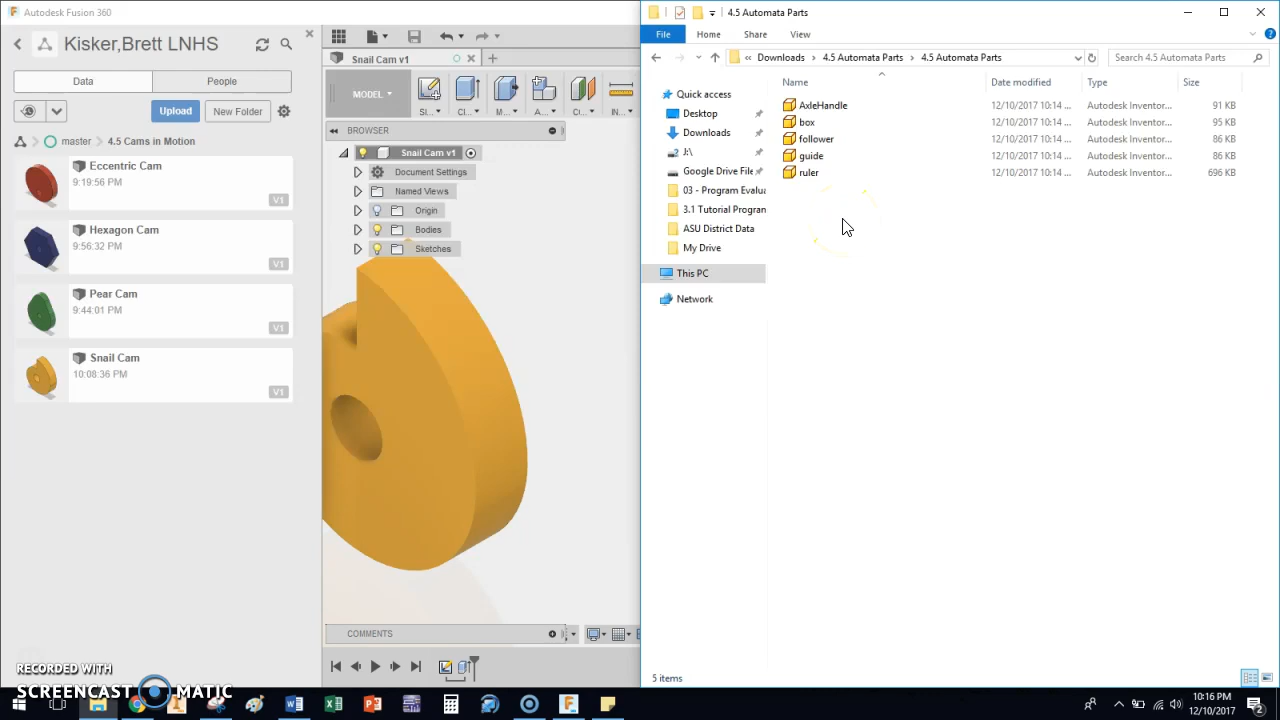 Autodesk Fusion 360
Kisker,Brett LNHS
Data
People
Upload
New Folder
master
4.5 Cams in Motion
Eccentric Cam
9:19:56 PM
V1
Hexagon Cam
9:56:32 PM
V1
Pear Cam
9:44:01 PM
V1
Snail Cam
10:08:36 PM
V1
Snail Cam v1
MODEL
SI...
CI...
M...
A...
CI...
IN...
BROWSER
Snail Cam v1
Document Settings
Named Views
Origin
Bodies
Sketches
COMMENTS
4.5 Automata Parts
File
Home
Share
View
« Downloads > 4.5 Automata Parts > 4.5 Automata Parts
Search 4.5 Automata Parts
Quick access
Desktop
Downloads
J:\
Google Drive File
03 - Program Evalua
3.1 Tutorial Progran
ASU District Data
My Drive
This PC
Network
Name Date modified Type Size
AxleHandle 12/10/2017 10:14 ... Autodesk Inventor... 91 KB
box 12/10/2017 10:14 ... Autodesk Inventor... 95 KB
follower 12/10/2017 10:14 ... Autodesk Inventor... 86 KB
guide 12/10/2017 10:14 ... Autodesk Inventor... 86 KB
ruler 12/10/2017 10:14 ... Autodesk Inventor... 696 KB
5 items
RECORDED WITH
SCREENCAST MATIC
10:16 PM
12/10/2017
2